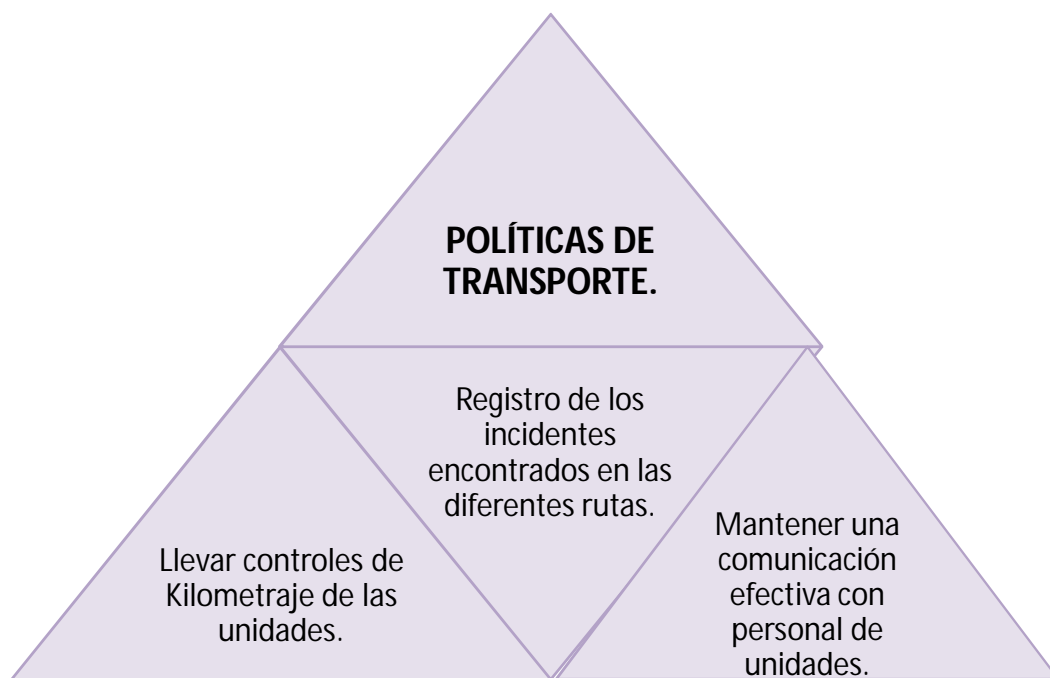 POLÍTICAS DE
TRANSPORTE.
Registro de los
incidentes
encontrados en las
diferentes rutas.
Llevar controles de
Kilometraje de las
unidades.
Mantener una
comunicación
efectiva con
personal de
unidades.